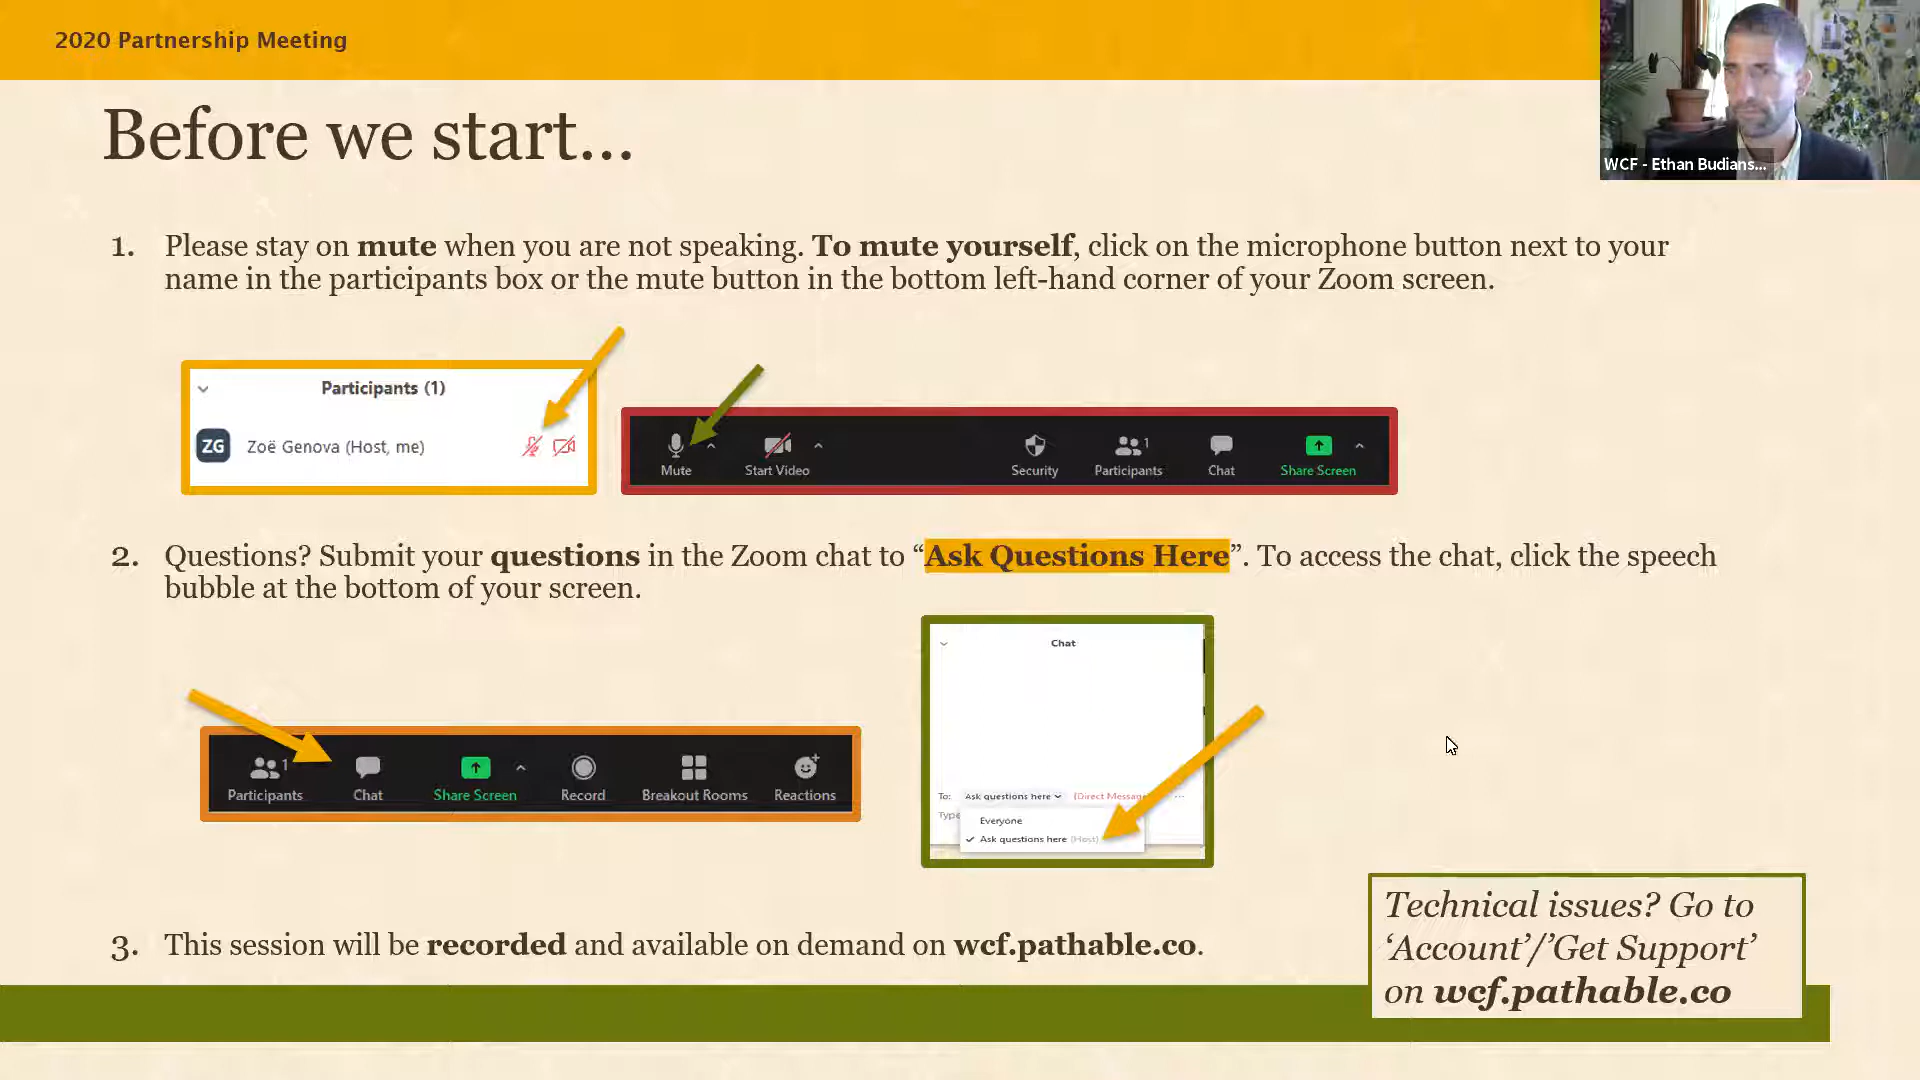 2020 Partnership Meeting
WCF - Ethan Budians...
Before we start...
1. Please stay on mute when you are not speaking. To mute yourself, click on the microphone button next to your
name in the participants box or the mute button in the bottom left-hand corner of your Zoom screen.
Participants (1)
ZG Zoë Genova (Host, me)
Mute Start Video Security Participants 1 Chat Share Screen
2. Questions? Submit your questions in the Zoom chat to “Ask Questions Here”. To access the chat, click the speech
bubble at the bottom of your screen.
Chat
To: Ask questions here (Direct Message
Type
Everyone
Ask questions here (Host)
Participants 1 Chat Share Screen Record Breakout Rooms Reactions
3. This session will be recorded and available on demand on wcf.pathable.co.
Technical issues? Go to
‘Account’/’Get Support’
on wcf.pathable.co